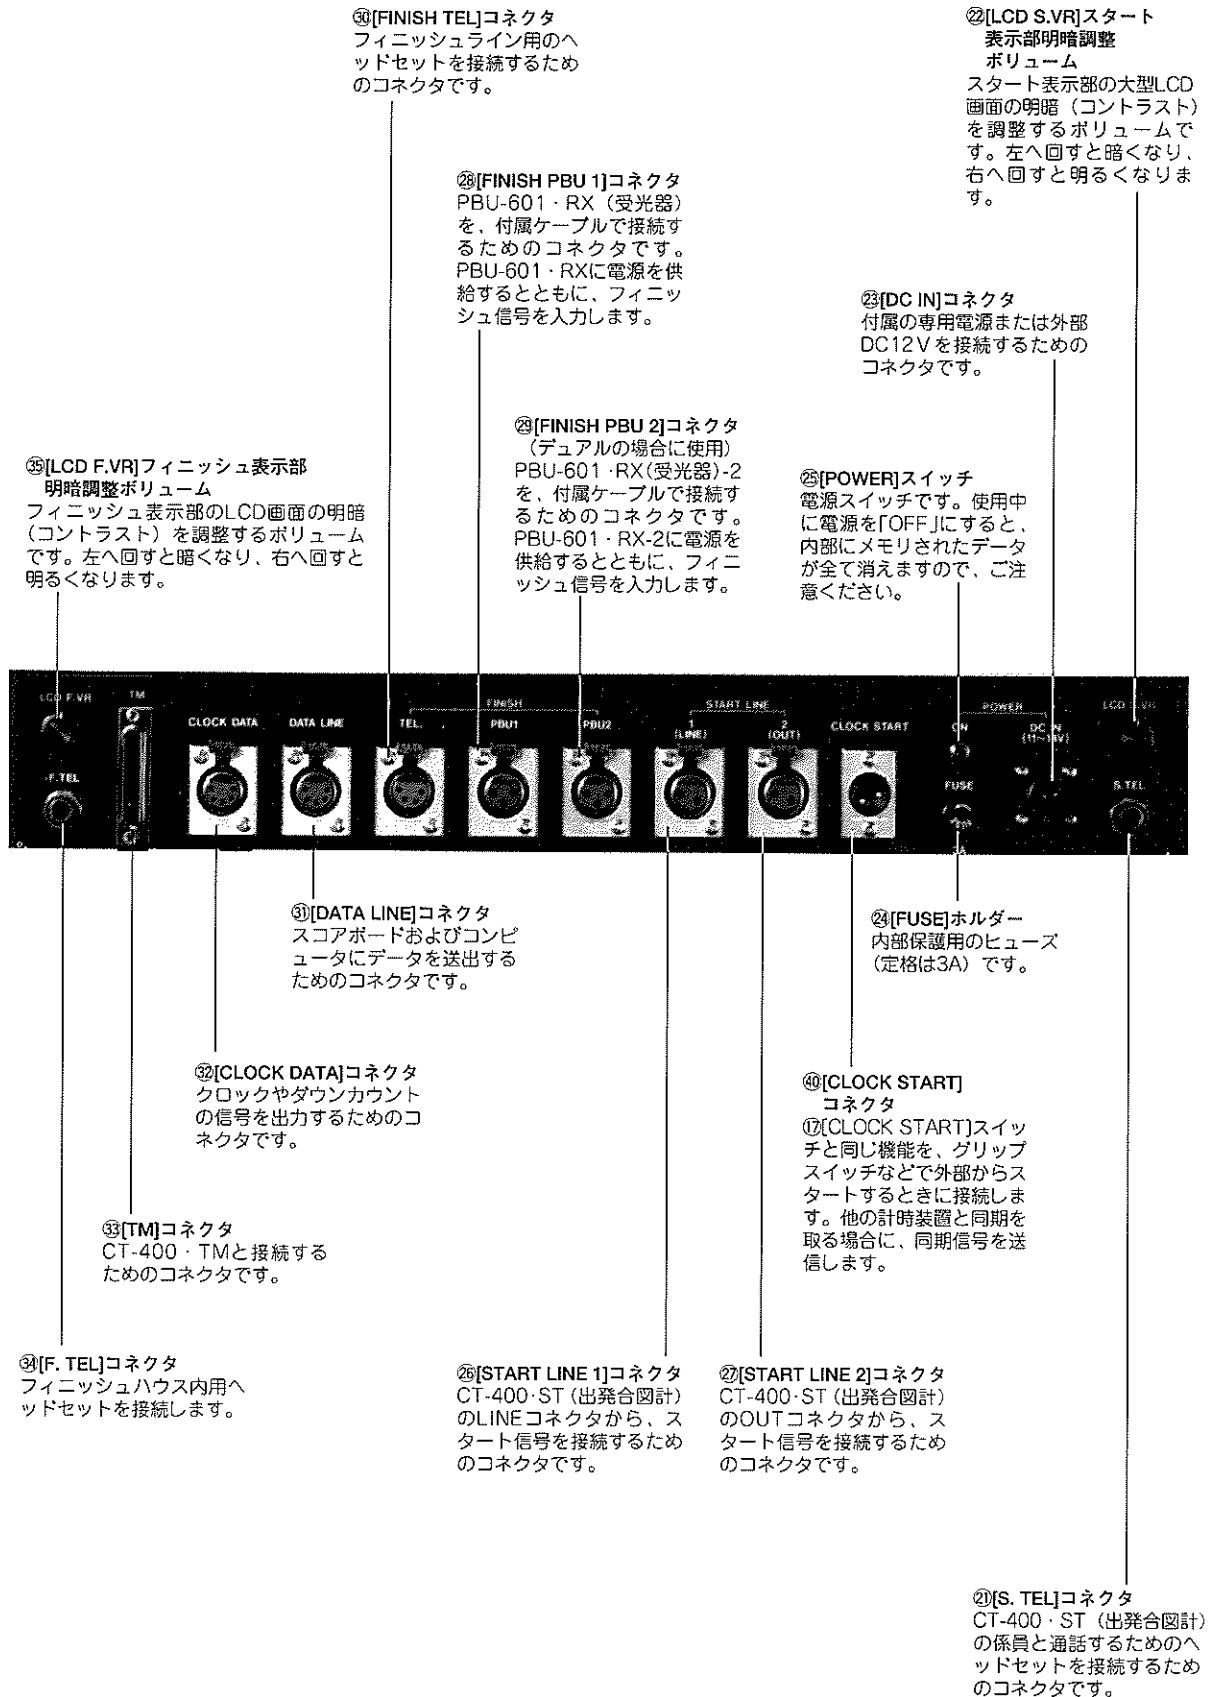 ㉚[FINISH TEL]コネクタ
フィニッシュライン用のヘ
ッドセットを接続するため
のコネクタです。
㉒[LCD S.VR]スタート
表示部明暗調整
ボリューム
スタート表示部の大型LCD
画面の明暗（コントラスト）
を調整するボリュームで
す。左へ回すと暗くなり、
右へ回すと明るくなりま
す。
㉘[FINISH PBU 1]コネクタ
PBU-601・RX（受光器）
を、付属ケーブルで接続す
るためのコネクタです。
PBU-601・RXに電源を供
給するとともに、フィニッ
シュ信号を入力します。
㉓[DC IN]コネクタ
付属の専用電源または外部
DC12Vを接続するための
コネクタです。
㉙[FINISH PBU 2]コネクタ
（デュアルの場合に使用）
PBU-601・RX(受光器)-2
を、付属ケーブルで接続す
るためのコネクタです。
PBU-601・RX-2に電源を
供給するとともに、フィニ
ッシュ信号を入力します。
㉟[LCD F.VR]フィニッシュ表示部
明暗調整ボリューム
フィニッシュ表示部のLCD画面の明暗
（コントラスト）を調整するボリューム
です。左へ回すと暗くなり、右へ回すと
明るくなります。
㉕[POWER]スイッチ
電源スイッチです。使用中
に電源を「OFF」にすると、
内部にメモリされたデータ
が全て消えますので、ご注
意ください。
LCD F.VR
TM
FINISH
START LINE
POWER
LCD S.VR
CLOCK DATA
DATA LINE
TEL.
PBU1
PBU2
1
(LINE)
2
(OUT)
CLOCK START
ON
DC IN
F.TEL
FUSE
S.TEL
3A
㉛[DATA LINE]コネクタ
スコアボードおよびコンピ
ュータにデータを送出する
ためのコネクタです。
㉔[FUSE]ホルダー
内部保護用のヒューズ
（定格は3A）です。
㉜[CLOCK DATA]コネクタ
クロックやダウンカウント
の信号を出力するためのコ
ネクタです。
㊵[CLOCK START]
コネクタ
⑰[CLOCK START]スイッ
チと同じ機能を、グリップ
スイッチなどで外部からス
タートするときに接続しま
す。他の計時装置と同期を
取る場合に、同期信号を送
信します。
㉝[TM]コネクタ
CT-400・TMと接続する
ためのコネクタです。
㉞[F. TEL]コネクタ
フィニッシュハウス内用ヘ
ッドセットを接続します。
㉖[START LINE 1]コネクタ
CT-400・ST（出発合図計）
のLINEコネクタから、ス
タート信号を接続するため
のコネクタです。
㉗[START LINE 2]コネクタ
CT-400・ST（出発合図計）
のOUTコネクタから、ス
タート信号を接続するため
のコネクタです。
㉑[S. TEL]コネクタ
CT-400・ST（出発合図計）
の係員と通話するためのヘ
ッドセットを接続するため
のコネクタです。